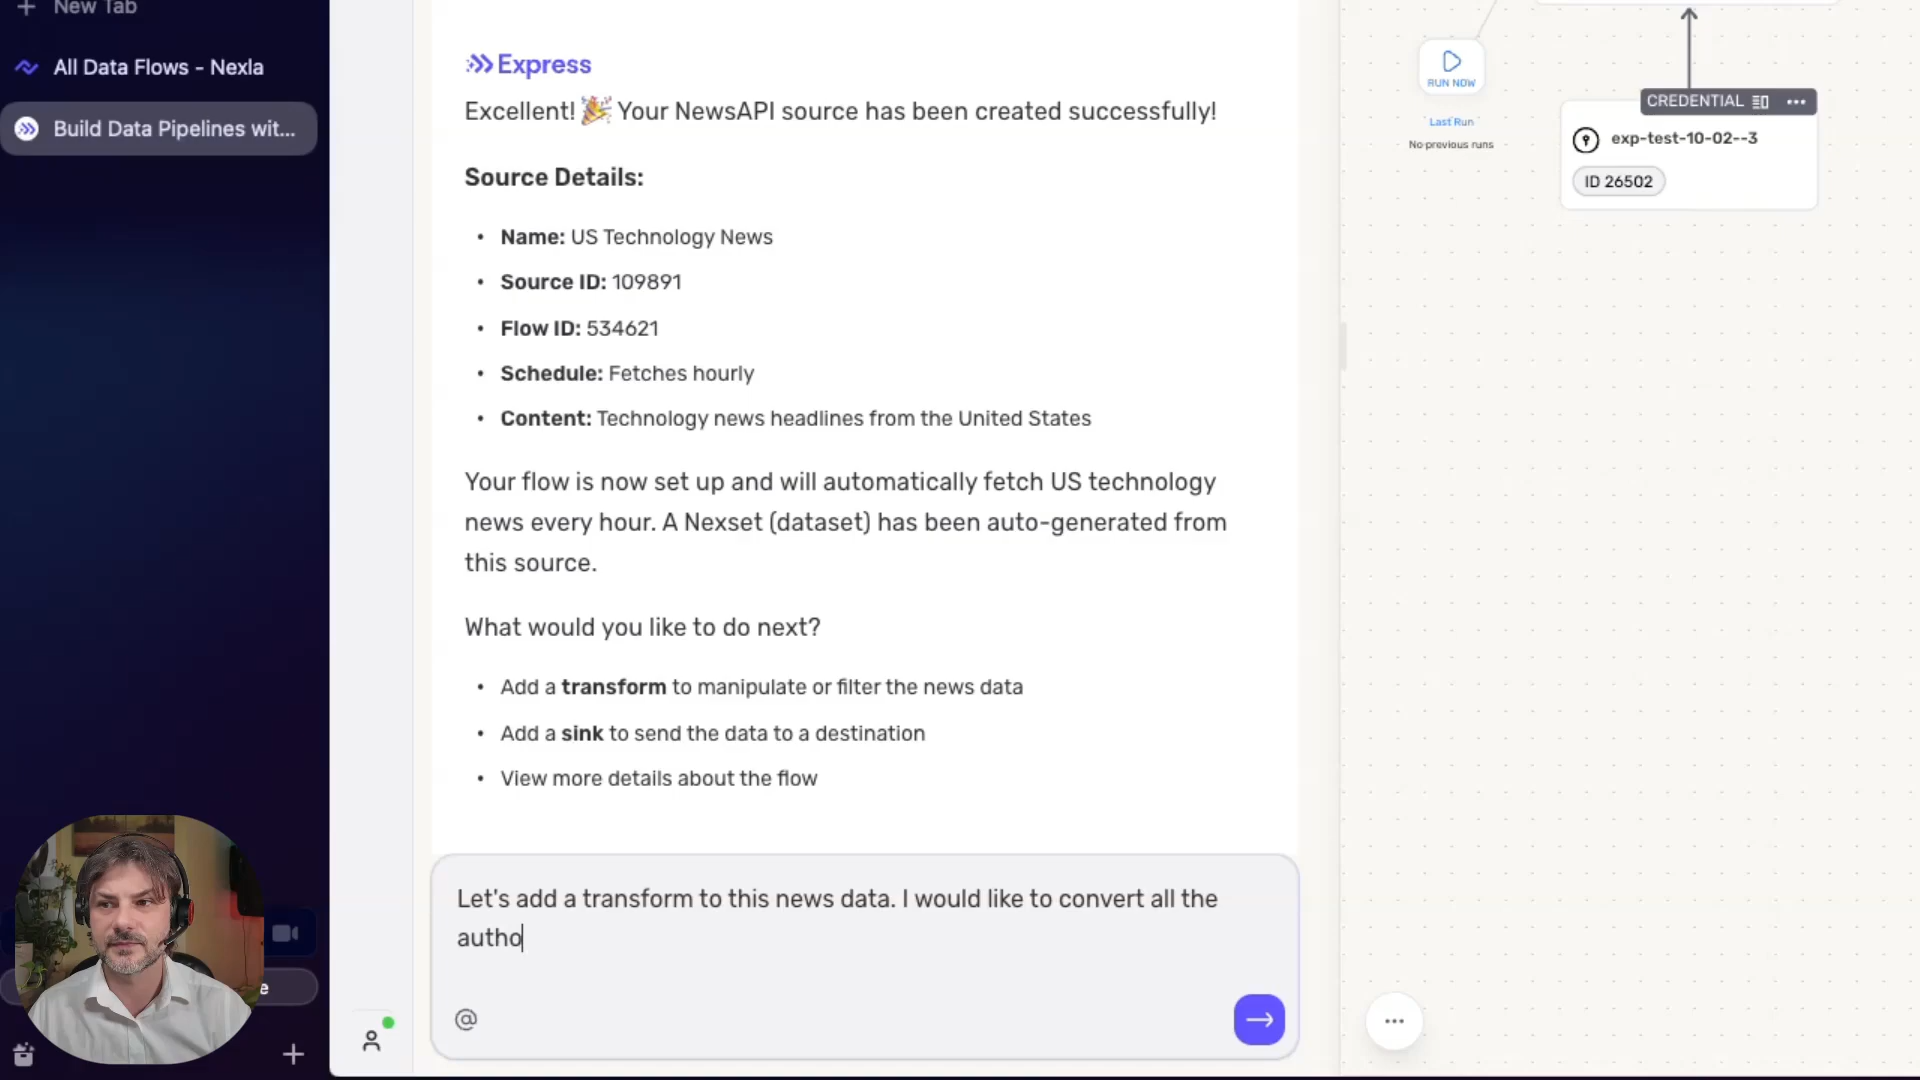 New Tab
All Data Flows - Nexla
Build Data Pipelines wit...
Express
Excellent! 🎉 Your NewsAPI source has been created successfully!
Source Details:
• Name: US Technology News
• Source ID: 109891
• Flow ID: 534621
• Schedule: Fetches hourly
• Content: Technology news headlines from the United States
Your flow is now set up and will automatically fetch US technology
news every hour. A Nexset (dataset) has been auto-generated from
this source.
What would you like to do next?
• Add a transform to manipulate or filter the news data
• Add a sink to send the data to a destination
• View more details about the flow
Let's add a transform to this news data. I would like to convert all the
autho
@
RUN NOW
Last Run
No previous runs
CREDENTIAL
exp-test-10-02--3
ID 26502